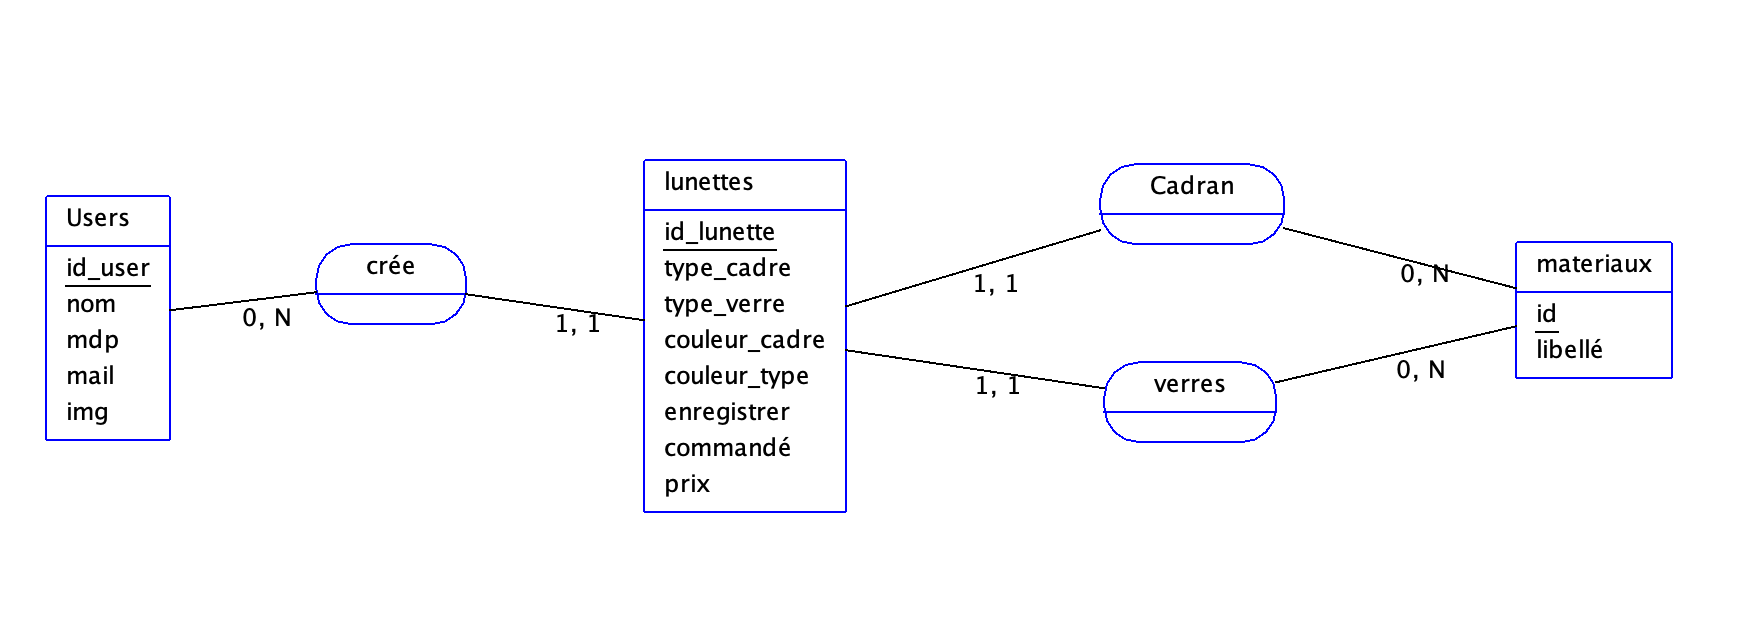 Users
id_user
nom
mdp
mail
img
0, N
crée
1, 1
lunettes
id_lunette
type_cadre
type_verre
couleur_cadre
couleur_type
enregistrer
commandé
prix
1, 1
Cadran
0, N
1, 1
verres
0, N
materiaux
id
libellé